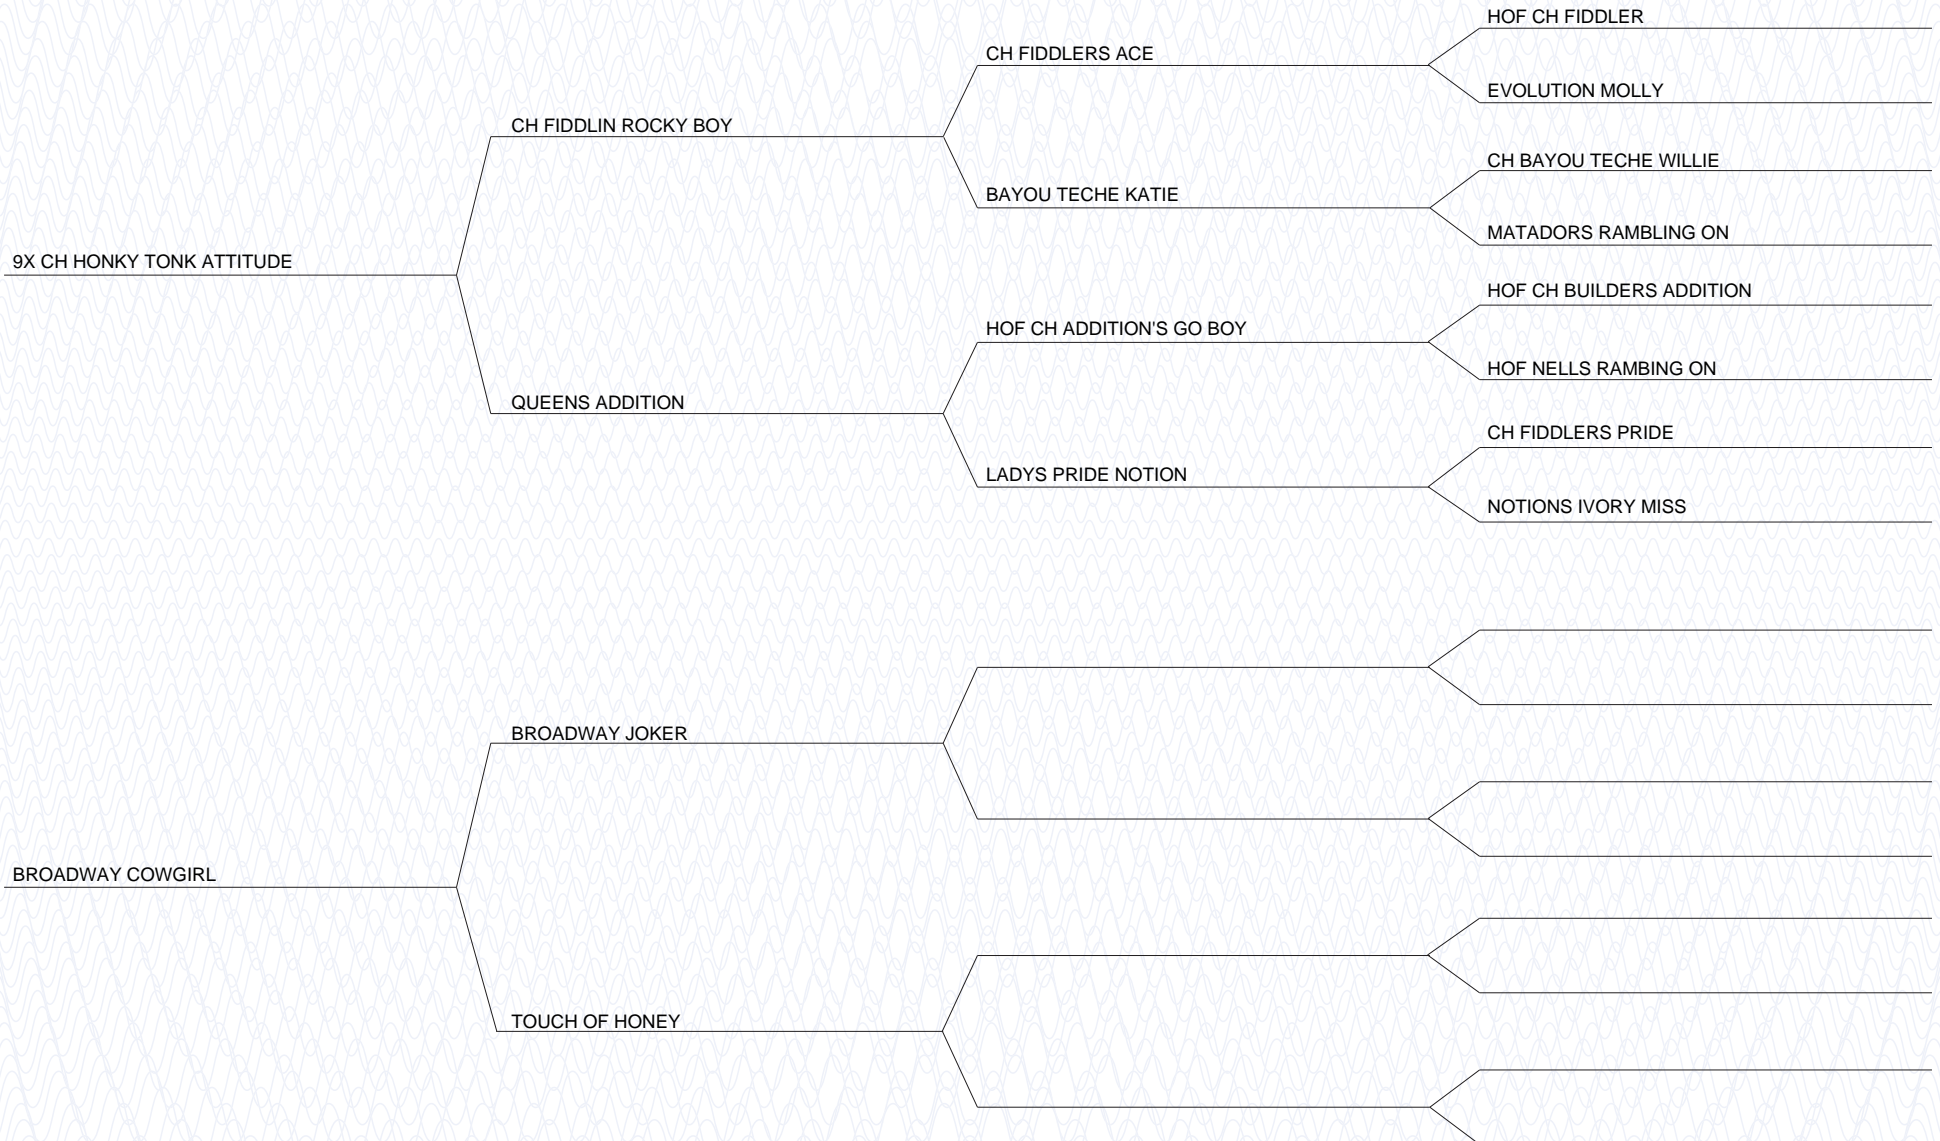 HOF CH FIDDLER
CH FIDDLERS ACE
EVOLUTION MOLLY
CH FIDDLIN ROCKY BOY
CH BAYOU TECHE WILLIE
BAYOU TECHE KATIE
MATADORS RAMBLING ON
9X CH HONKY TONK ATTITUDE
HOF CH BUILDERS ADDITION
HOF CH ADDITION'S GO BOY
HOF NELLS RAMBING ON
QUEENS ADDITION
CH FIDDLERS PRIDE
LADYS PRIDE NOTION
NOTIONS IVORY MISS
BROADWAY JOKER
BROADWAY COWGIRL
TOUCH OF HONEY